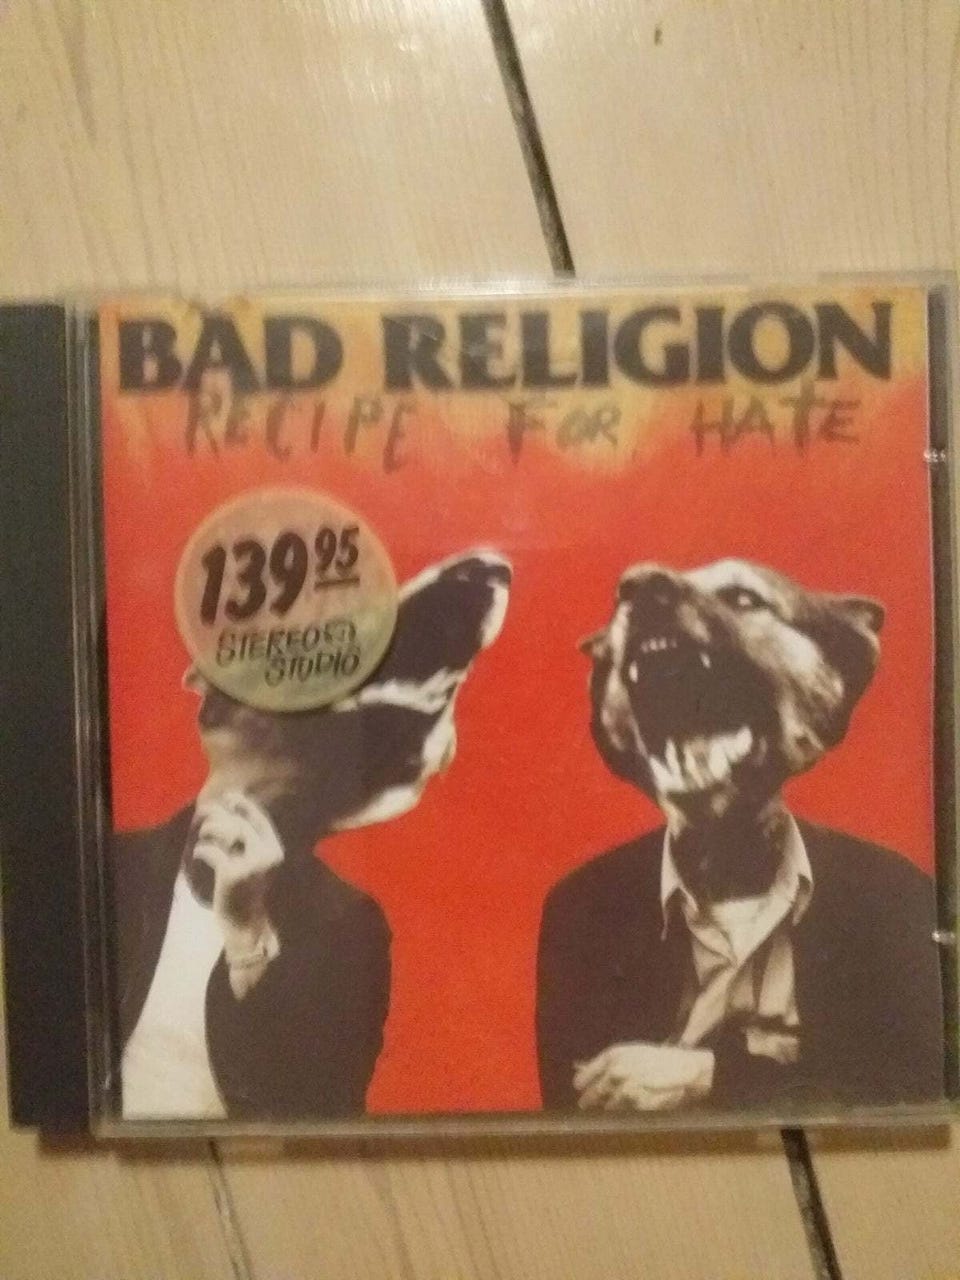 BAD RELIGION
RECIPE FOR HATE
139 95
STEREO
STUDIO